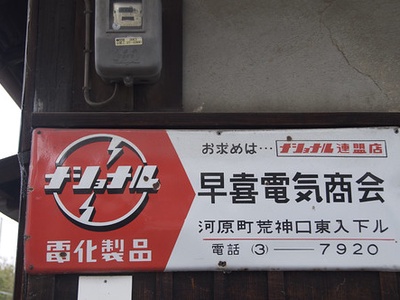 ナショナル
電化製品
お求めは…ナショナル連盟店
早喜電気商会
河原町荒神口東入下ル
電話(3)――7920